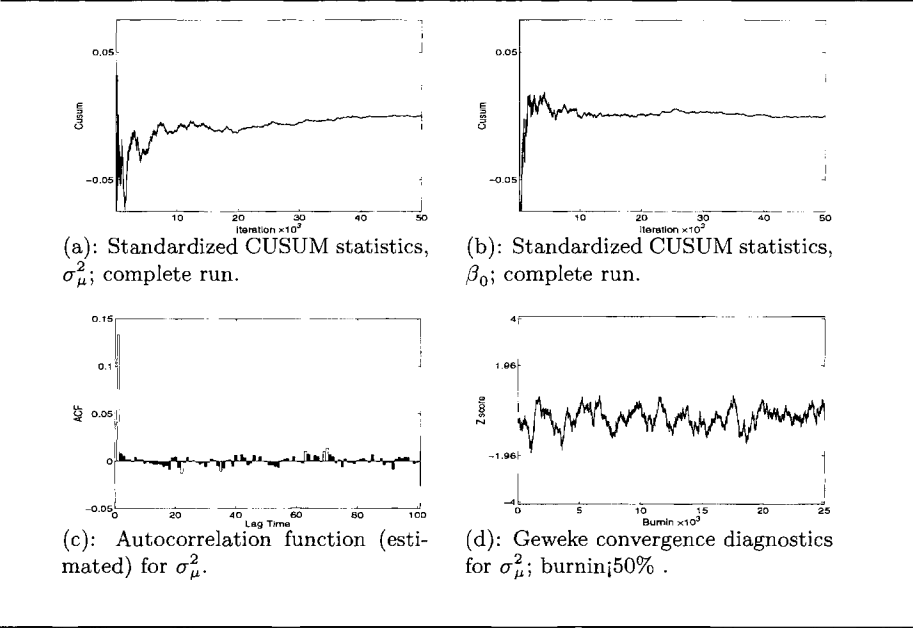 0.05
Cusum
−0.05
10 20 30 40 50
Iteration ×10³
(a): Standardized CUSUM statistics,
σ²μ; complete run.
0.05
Cusum
−0.05
10 20 30 40 50
Iteration ×10³
(b): Standardized CUSUM statistics,
β₀; complete run.
0.15
0.1
0.05
ACF
0
−0.05
0 20 40 60 80 100
Lag Time
(c): Autocorrelation function (esti-
mated) for σ²μ.
4
1.96
Z score
−1.96
−4
0 5 10 15 20 25
Burnin ×10³
(d): Geweke convergence diagnostics
for σ²μ; burnin¡50% .